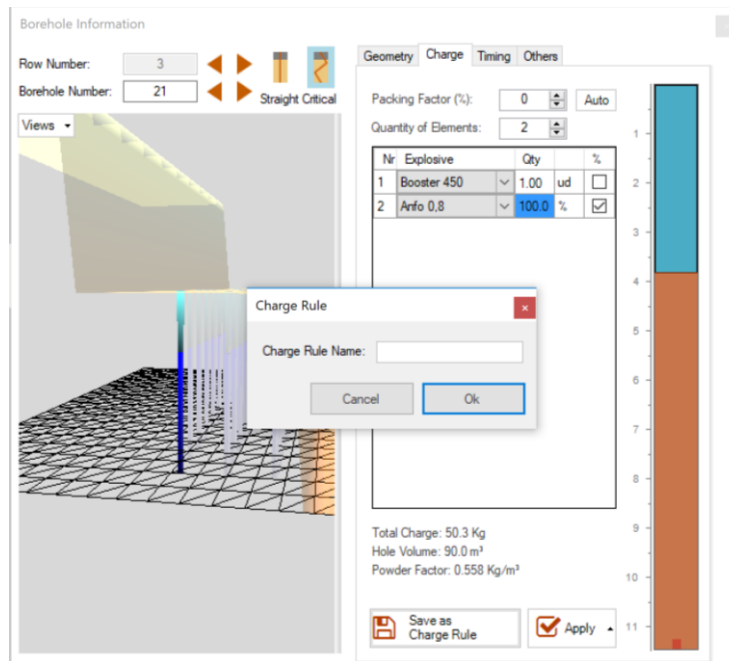 Borehole Information
Row Number: 3
Borehole Number: 21
Straight Critical
Views
Geometry Charge Timing Others
Packing Factor (%): 0 Auto
Quantity of Elements: 2
Nr Explosive Qty %
1 Booster 450 1.00 ud
2 Anfo 0,8 100.0 %
Charge Rule
Charge Rule Name:
Cancel Ok
Total Charge: 50.3 Kg
Hole Volume: 90.0 m³
Powder Factor: 0.558 Kg/m³
Save as
Charge Rule
Apply
1
2
3
4
5
6
7
8
9
10
11